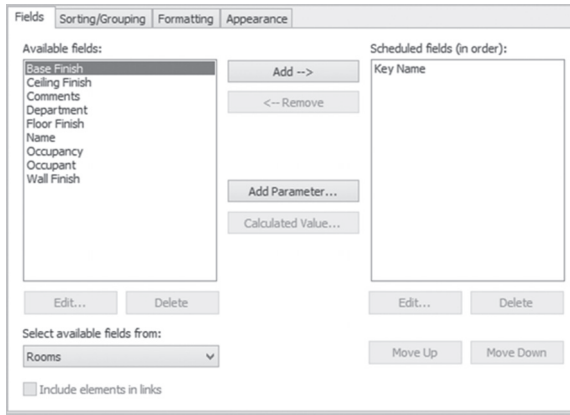 Fields Sorting/Grouping Formatting Appearance
Available fields:
Base Finish
Ceiling Finish
Comments
Department
Floor Finish
Name
Occupancy
Occupant
Wall Finish
Add -->
<-- Remove
Add Parameter...
Calculated Value...
Scheduled fields (in order):
Key Name
Edit... Delete
Edit... Delete
Select available fields from:
Rooms
Move Up Move Down
Include elements in links